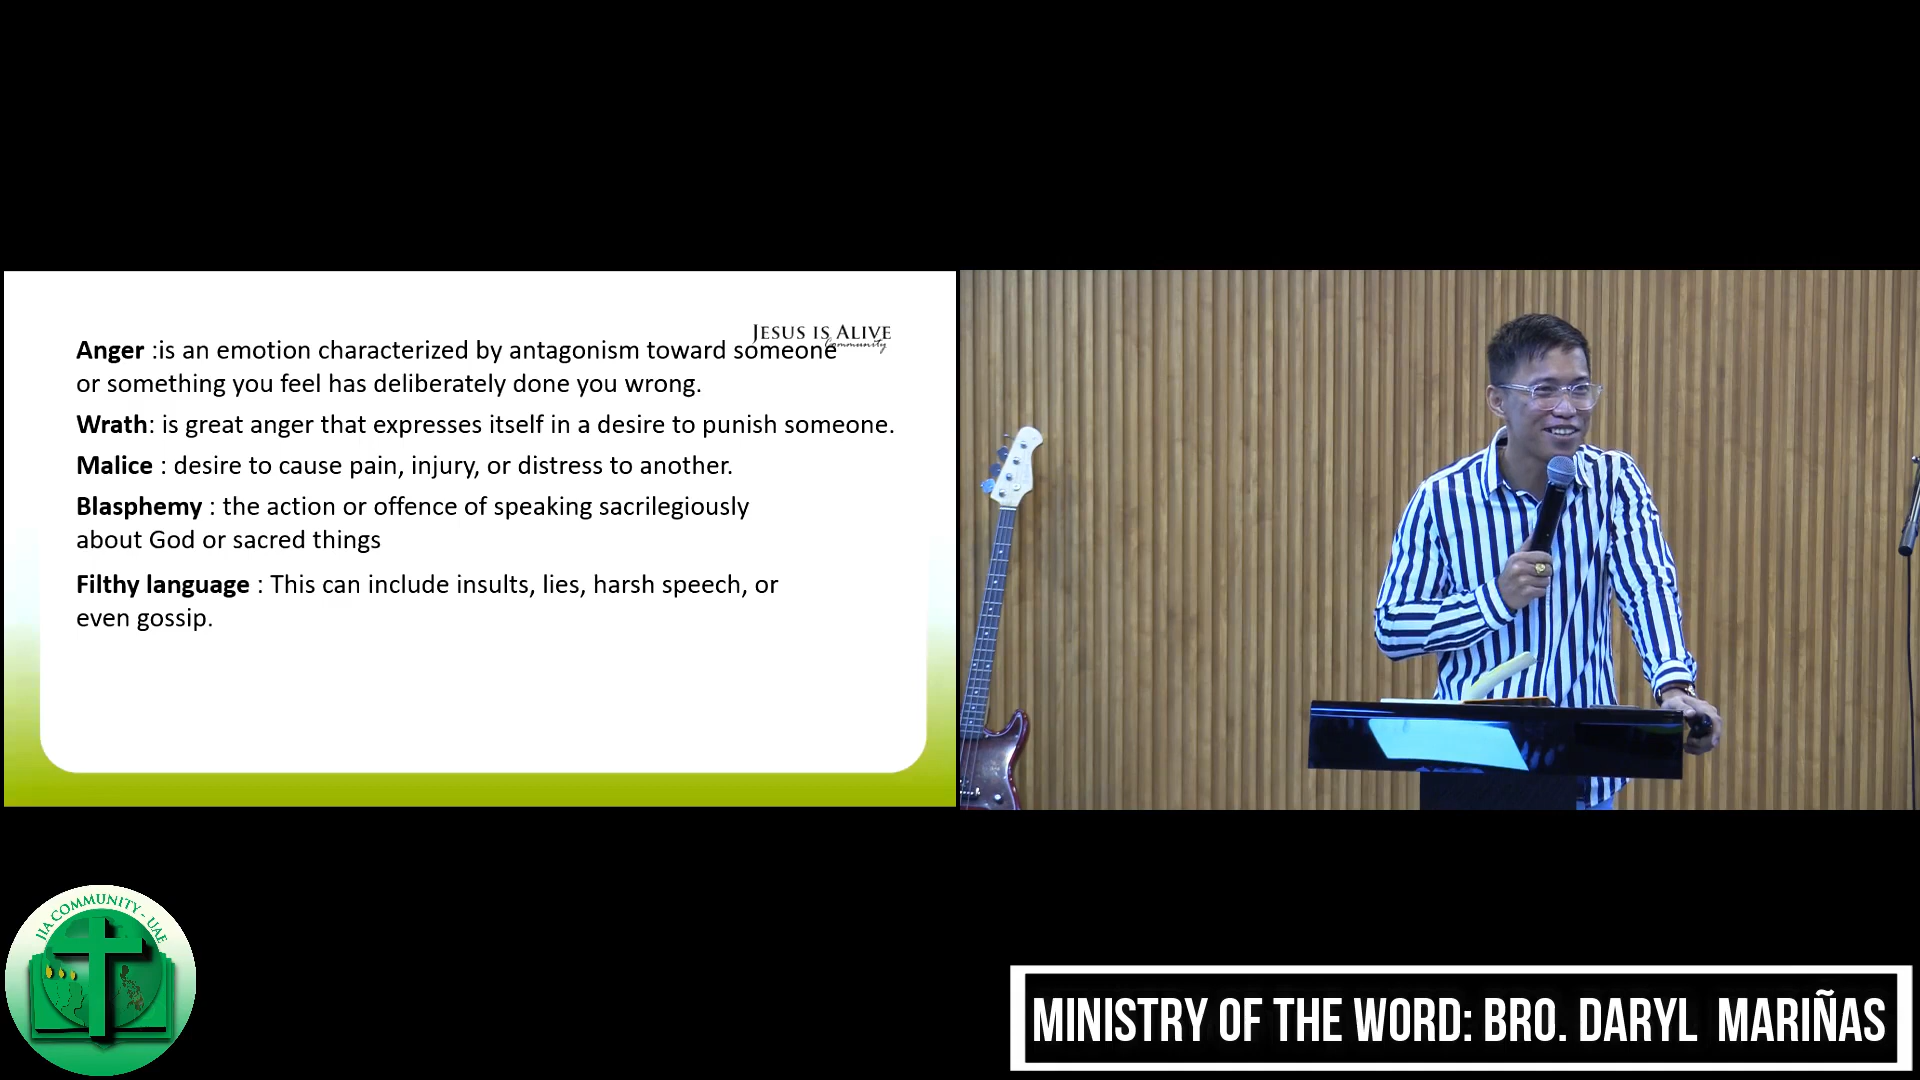 JESUS IS ALIVE
Community
Anger :is an emotion characterized by antagonism toward someone
or something you feel has deliberately done you wrong.
Wrath: is great anger that expresses itself in a desire to punish someone.
Malice : desire to cause pain, injury, or distress to another.
Blasphemy : the action or offence of speaking sacrilegiously
about God or sacred things
Filthy language : This can include insults, lies, harsh speech, or
even gossip.
JIA COMMUNITY - UAE
MINISTRY OF THE WORD: BRO. DARYL MARIÑAS